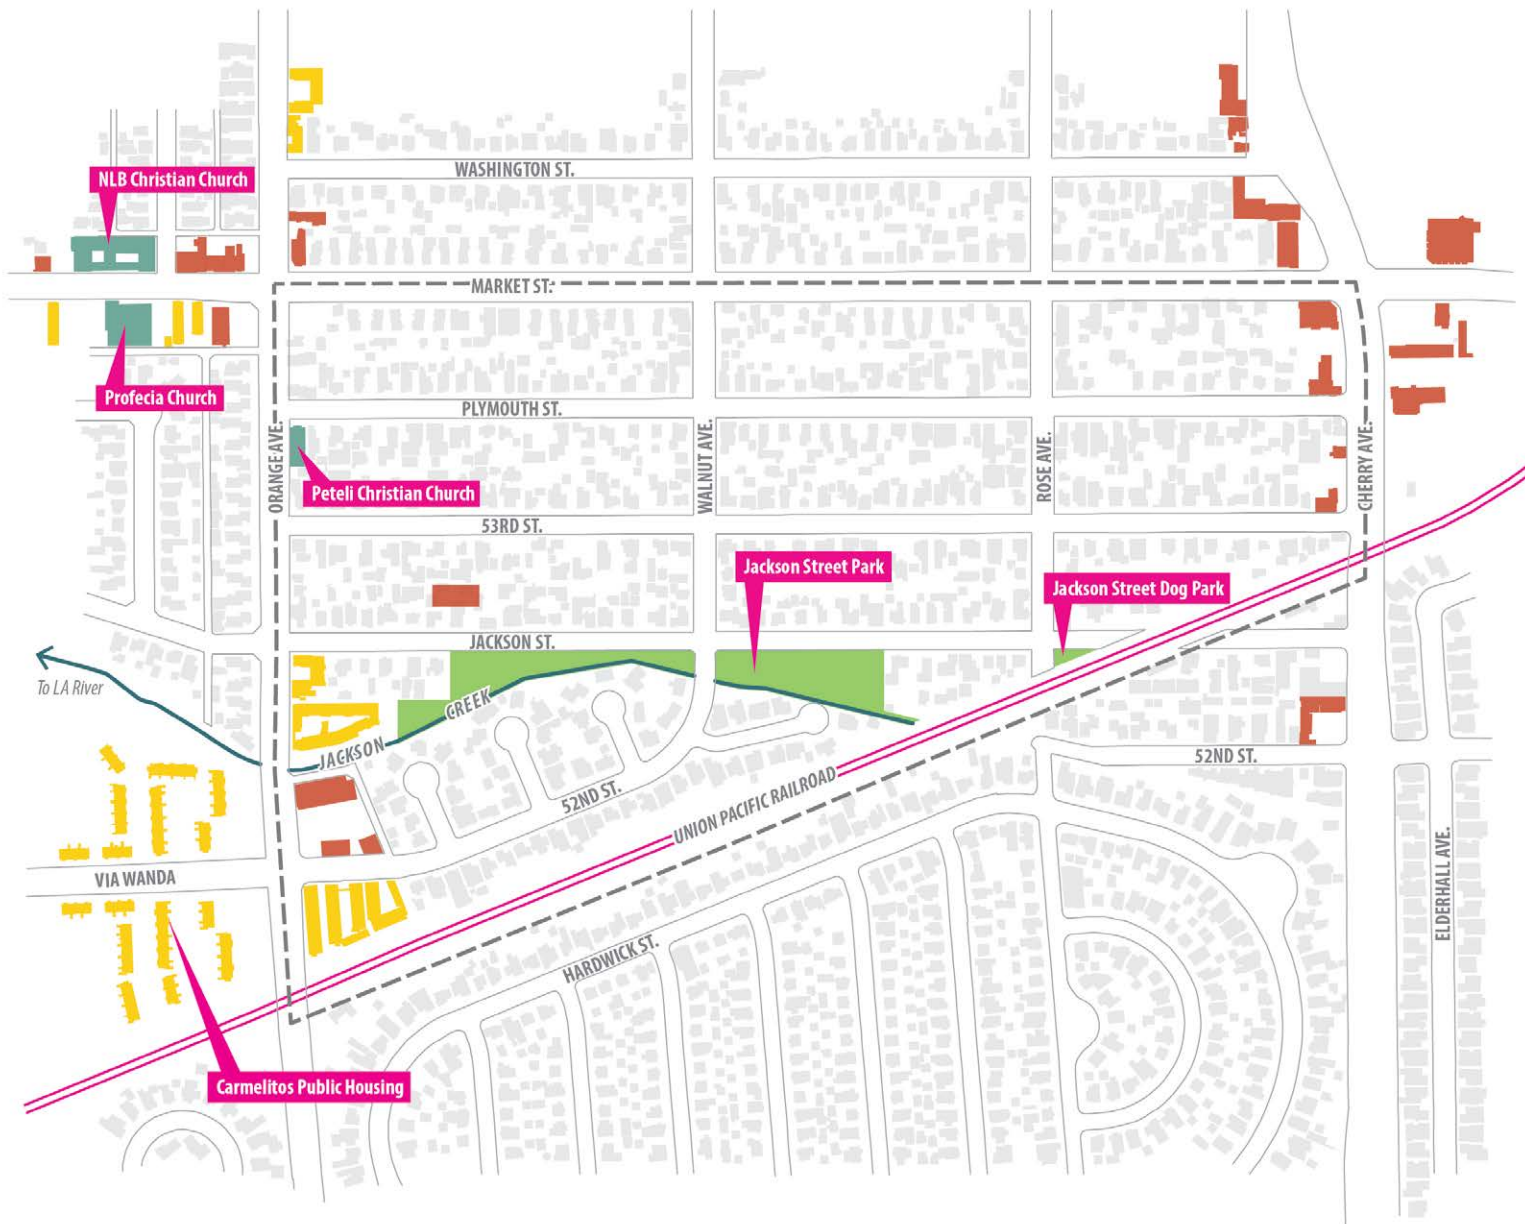 WASHINGTON ST.
NLB Christian Church
MARKET ST.
Profecia Church
PLYMOUTH ST.
ORANGE AVE.
WALNUT AVE.
ROSE AVE.
CHERRY AVE.
Peteli Christian Church
53RD ST.
Jackson Street Park
Jackson Street Dog Park
JACKSON ST.
To LA River
JACKSON CREEK
52ND ST.
52ND ST.
UNION PACIFIC RAILROAD
VIA WANDA
ELDERHALL AVE.
HARDWICK ST.
Carmelitos Public Housing